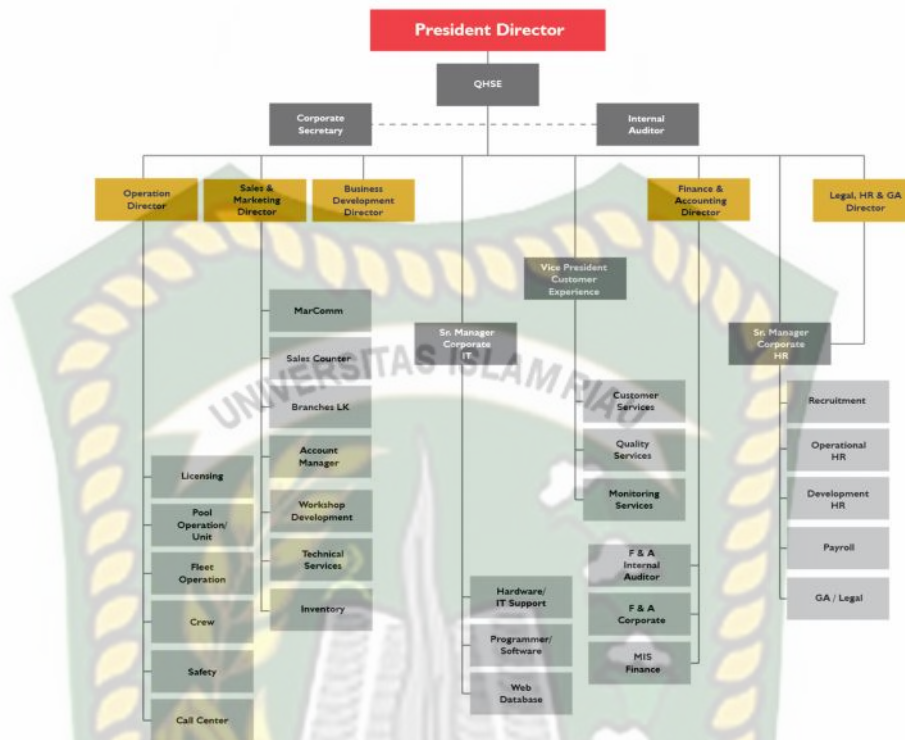 President Director
QHSE
Corporate
Secretary
Internal
Auditor
Operation
Director
Sales &
Marketing
Director
Business
Development
Director
Finance &
Accounting
Director
Legal, HR & GA
Director
Vice President
Customer
Experience
Sr. Manager
Corporate
IT
Sr. Manager
Corporate
HR
MarComm
Sales Counter
Branches LK
Account
Manager
Workshop
Development
Technical
Services
Inventory
Licensing
Pool
Operation/
Unit
Fleet
Operation
Crew
Safety
Call Center
Hardware/
IT Support
Programmer/
Software
Web
Database
Customer
Services
Quality
Services
Monitoring
Services
F & A
Internal
Auditor
F & A
Corporate
MIS
Finance
Recruitment
Operational
HR
Development
HR
Payroll
GA / Legal
UNIVERSITAS ISLAM RIAU